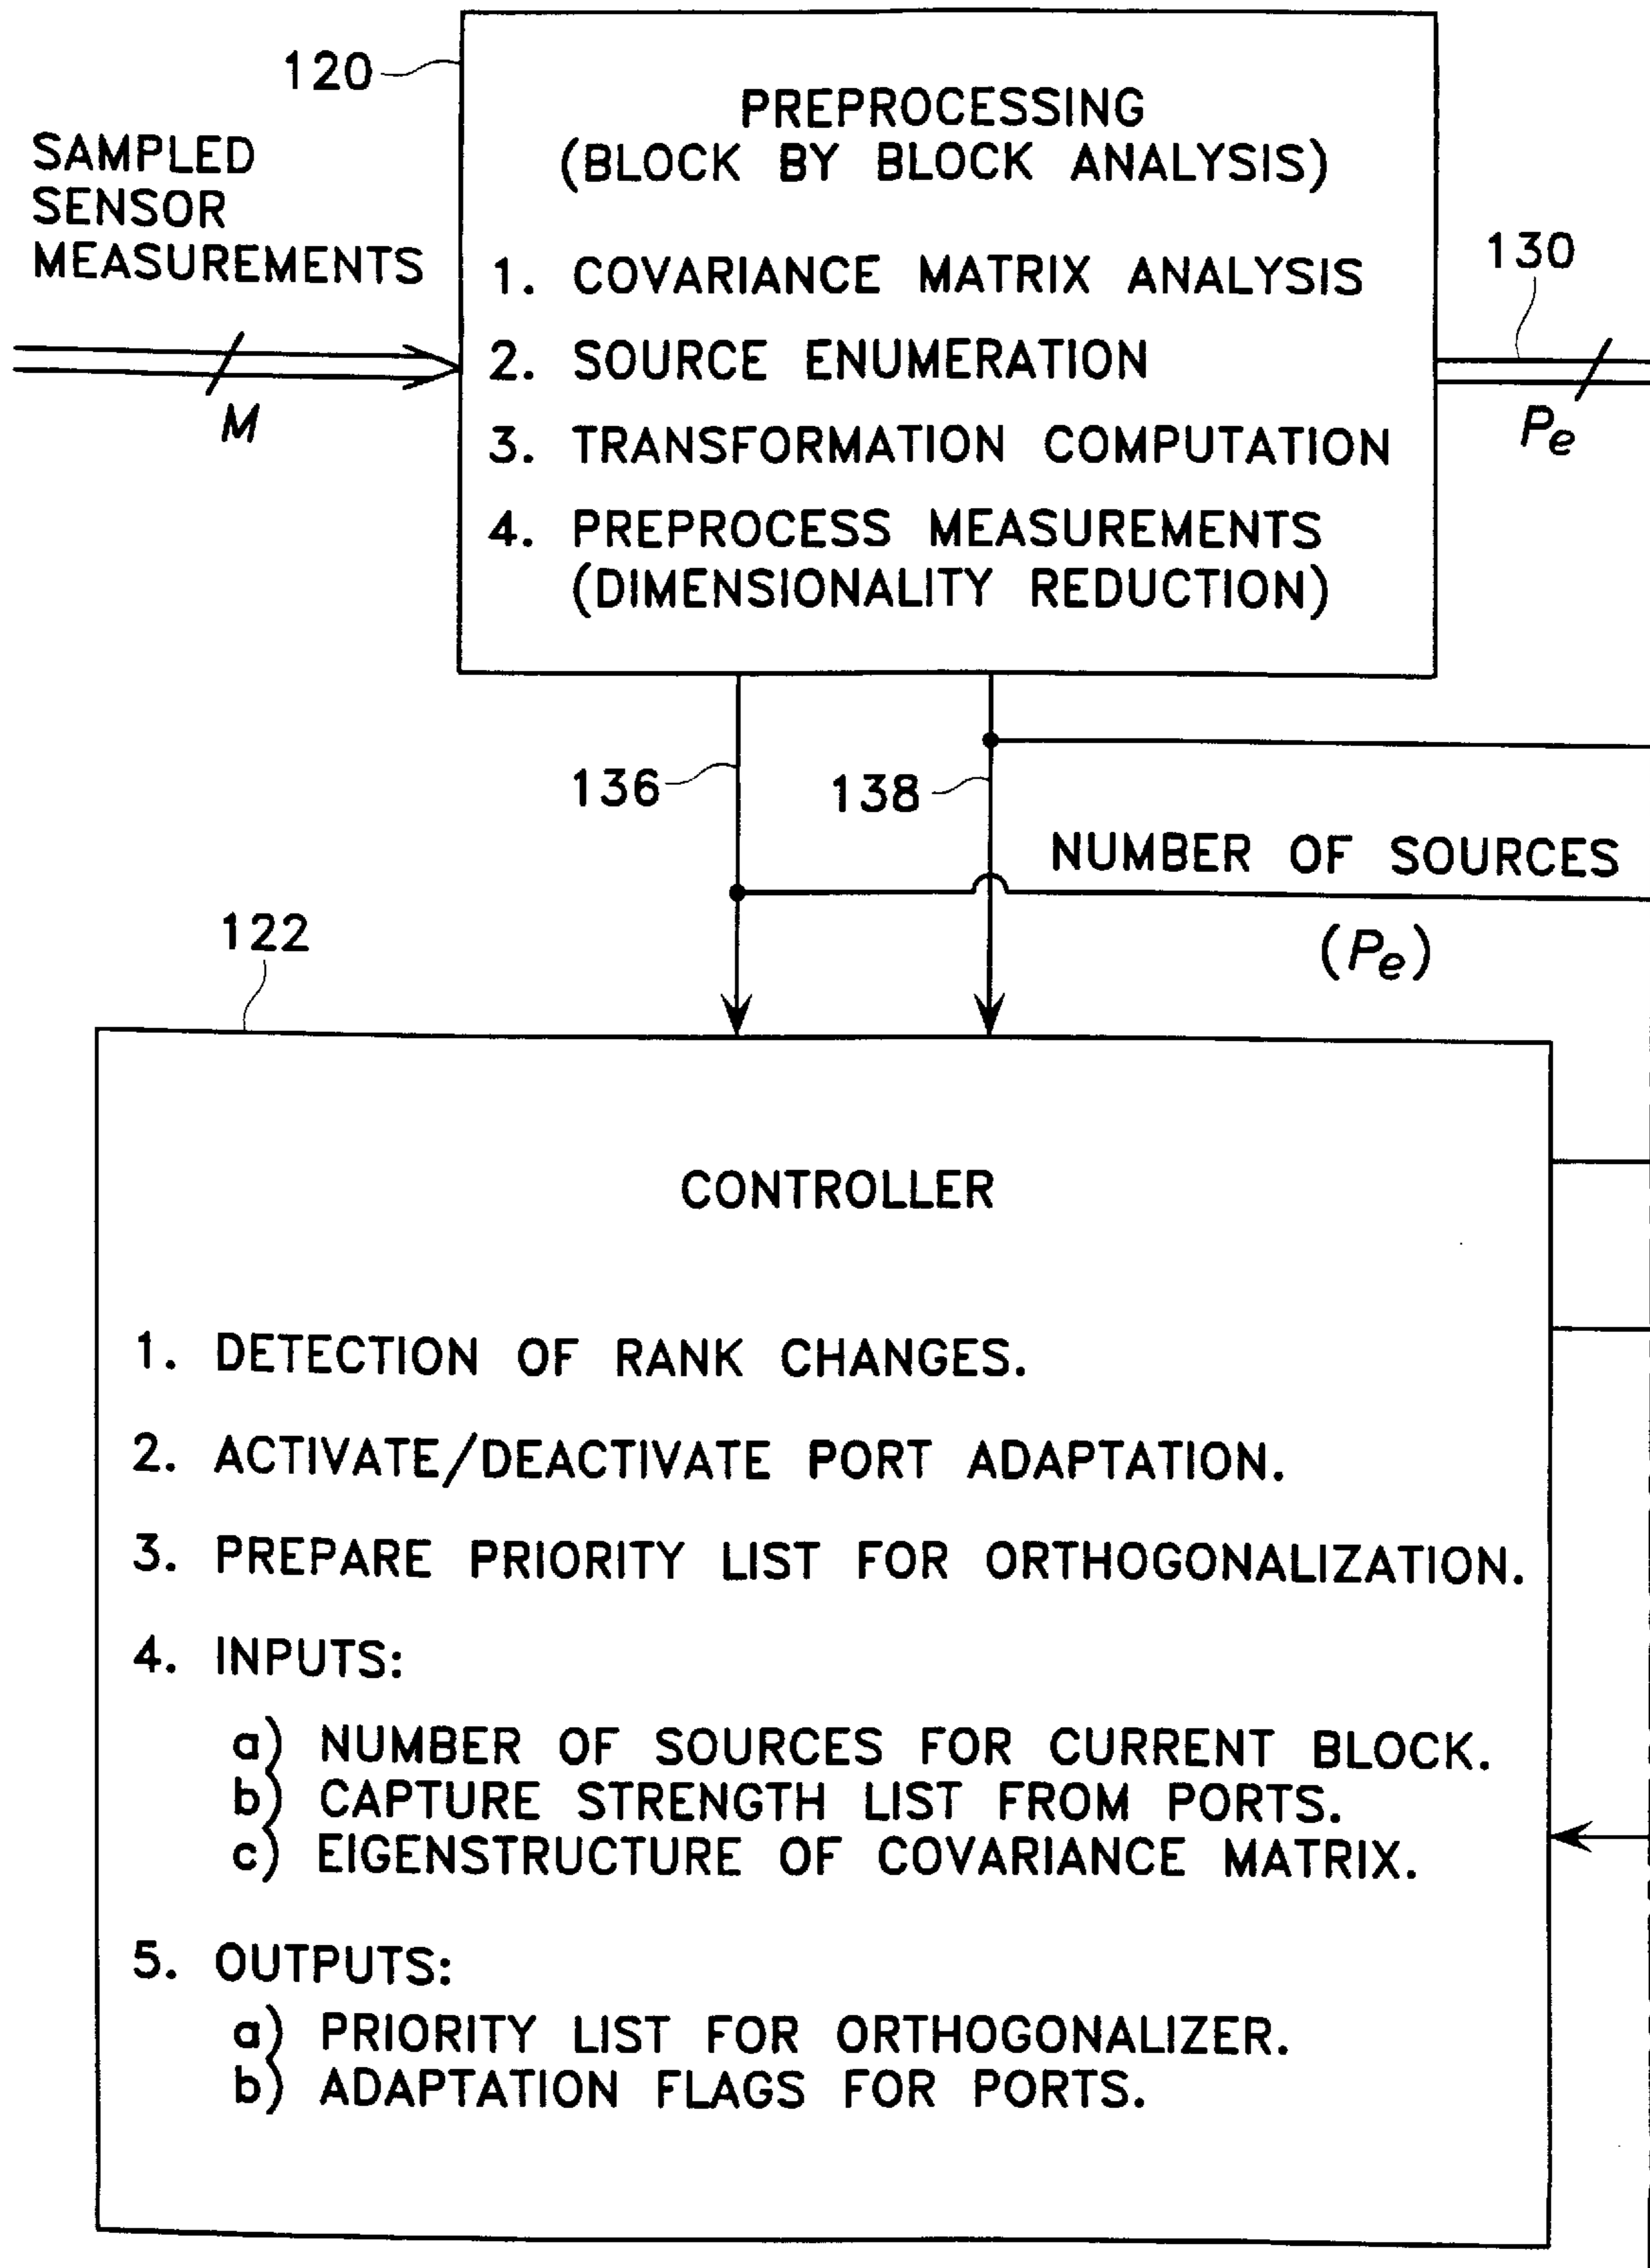 120
SAMPLED
SENSOR
MEASUREMENTS
M
PREPROCESSING
(BLOCK BY BLOCK ANALYSIS)
1. COVARIANCE MATRIX ANALYSIS
2. SOURCE ENUMERATION
3. TRANSFORMATION COMPUTATION
4. PREPROCESS MEASUREMENTS
(DIMENSIONALITY REDUCTION)
130
Pe
136
138
NUMBER OF SOURCES
(Pe)
122
CONTROLLER
1. DETECTION OF RANK CHANGES.
2. ACTIVATE/DEACTIVATE PORT ADAPTATION.
3. PREPARE PRIORITY LIST FOR ORTHOGONALIZATION.
4. INPUTS:
a) NUMBER OF SOURCES FOR CURRENT BLOCK.
b) CAPTURE STRENGTH LIST FROM PORTS.
c) EIGENSTRUCTURE OF COVARIANCE MATRIX.
5. OUTPUTS:
a) PRIORITY LIST FOR ORTHOGONALIZER.
b) ADAPTATION FLAGS FOR PORTS.